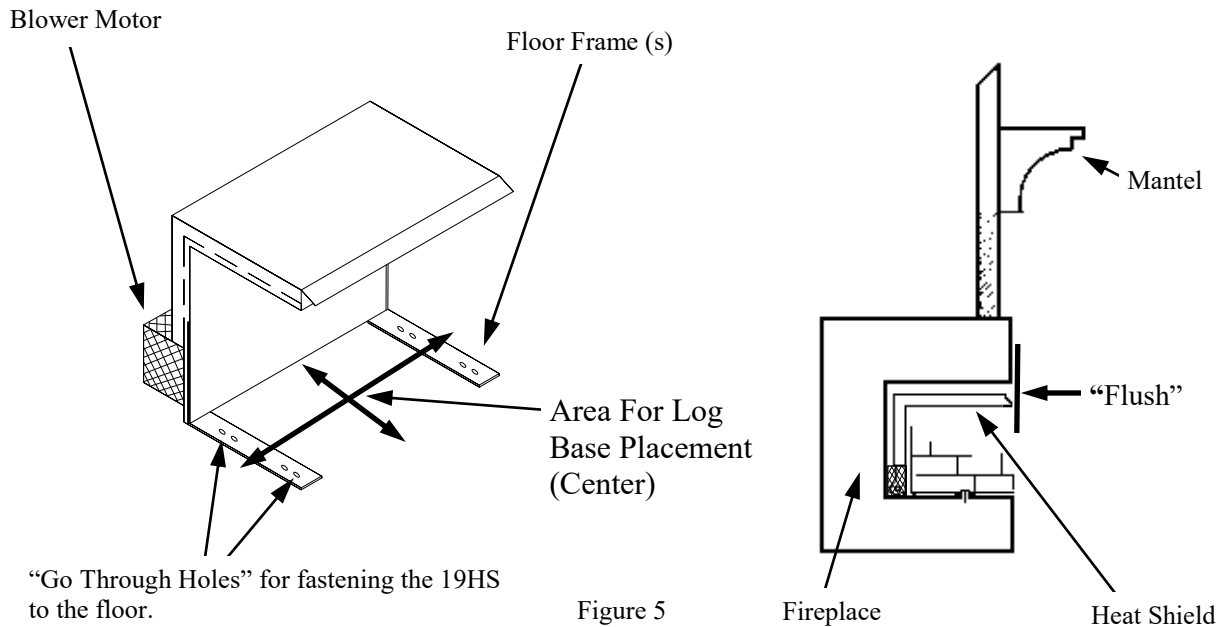 Blower Motor
Floor Frame (s)
Mantel
“Flush”
Area For Log
Base Placement
(Center)
“Go Through Holes” for fastening the 19HS
to the floor.
Figure 5
Fireplace
Heat Shield